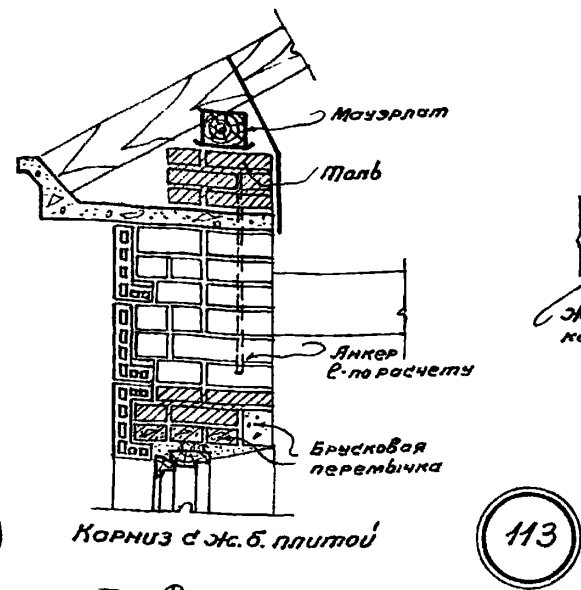 Мауэрлат
Толь
Анкер
ℓ-по расчету
Брусковая
перемычка
Карниз с ж.б. плитой
113